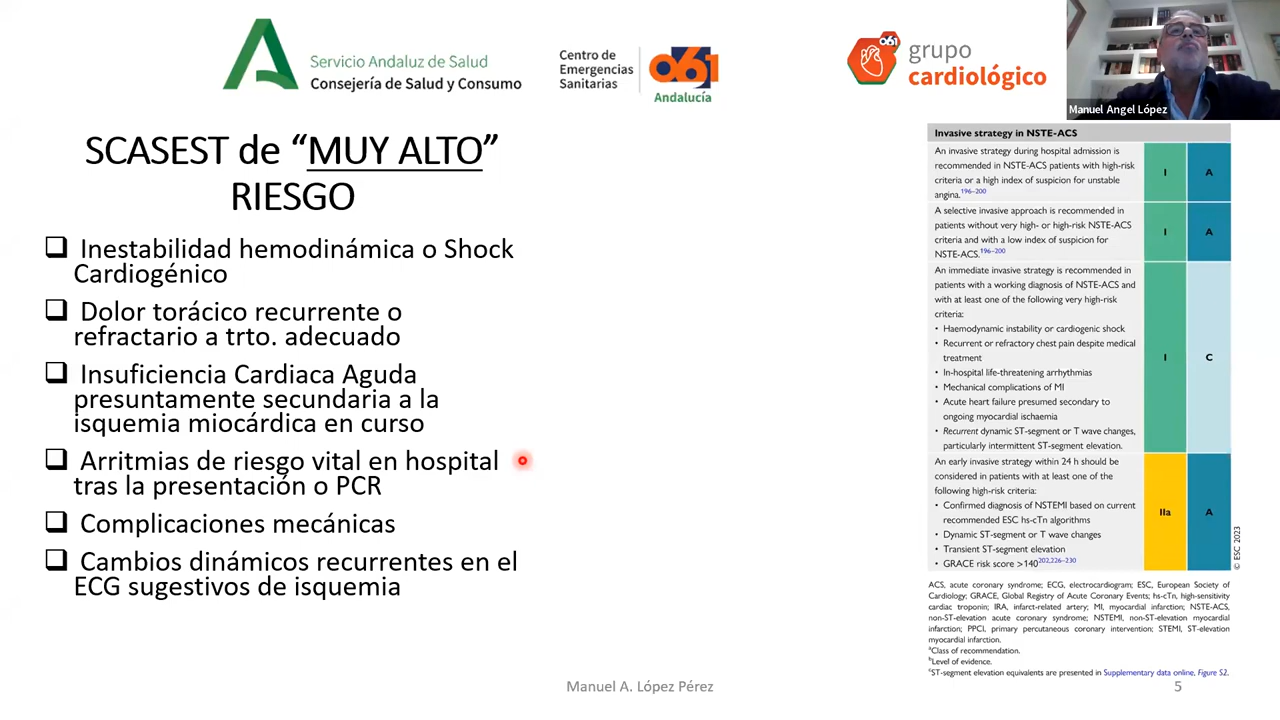 Servicio Andaluz de Salud
Consejería de Salud y Consumo
Centro de
Emergencias
Sanitarias
061
Andalucía
061
grupo
cardiológico
Manuel Angel López
SCASEST de “MUY ALTO”
RIESGO
Inestabilidad hemodinámica o Shock
Cardiogénico
Dolor torácico recurrente o
refractario a trto. adecuado
Insuficiencia Cardiaca Aguda
presuntamente secundaria a la
isquemia miocárdica en curso
Arritmias de riesgo vital en hospital
tras la presentación o PCR
Complicaciones mecánicas
Cambios dinámicos recurrentes en el
ECG sugestivos de isquemia
Invasive strategy in NSTE-ACS
An invasive strategy during hospital admission is
recommended in NSTE-ACS patients with high-risk
criteria or a high index of suspicion for unstable
angina.196–200
I A
A selective invasive approach is recommended in
patients without very high- or high-risk NSTE-ACS
criteria and with a low index of suspicion for
NSTE-ACS.196–200
I A
An immediate invasive strategy is recommended in
patients with a working diagnosis of NSTE-ACS and
with at least one of the following very high-risk
criteria:
• Haemodynamic instability or cardiogenic shock
• Recurrent or refractory chest pain despite medical
treatment
• In-hospital life-threatening arrhythmias
• Mechanical complications of MI
• Acute heart failure presumed secondary to
ongoing myocardial ischaemia
• Recurrent dynamic ST-segment or T wave changes,
particularly intermittent ST-segment elevation.
I C
An early invasive strategy within 24 h should be
considered in patients with at least one of the
following high-risk criteria:
• Confirmed diagnosis of NSTEMI based on current
recommended ESC hs-cTn algorithms
• Dynamic ST-segment or T wave changes
• Transient ST-segment elevation
• GRACE risk score >140202,226–230
IIa A
© ESC 2023
ACS, acute coronary syndrome; ECG, electrocardiogram; ESC, European Society of
Cardiology; GRACE, Global Registry of Acute Coronary Events; hs-cTn, high-sensitivity
cardiac troponin; IRA, infarct-related artery; MI, myocardial infarction; NSTE-ACS,
non-ST-elevation acute coronary syndrome; NSTEMI, non-ST-elevation myocardial
infarction; PPCI, primary percutaneous coronary intervention; STEMI, ST-elevation
myocardial infarction.
aClass of recommendation.
bLevel of evidence.
cST-segment elevation equivalents are presented in Supplementary data online, Figure S2.
Manuel A. López Pérez
5